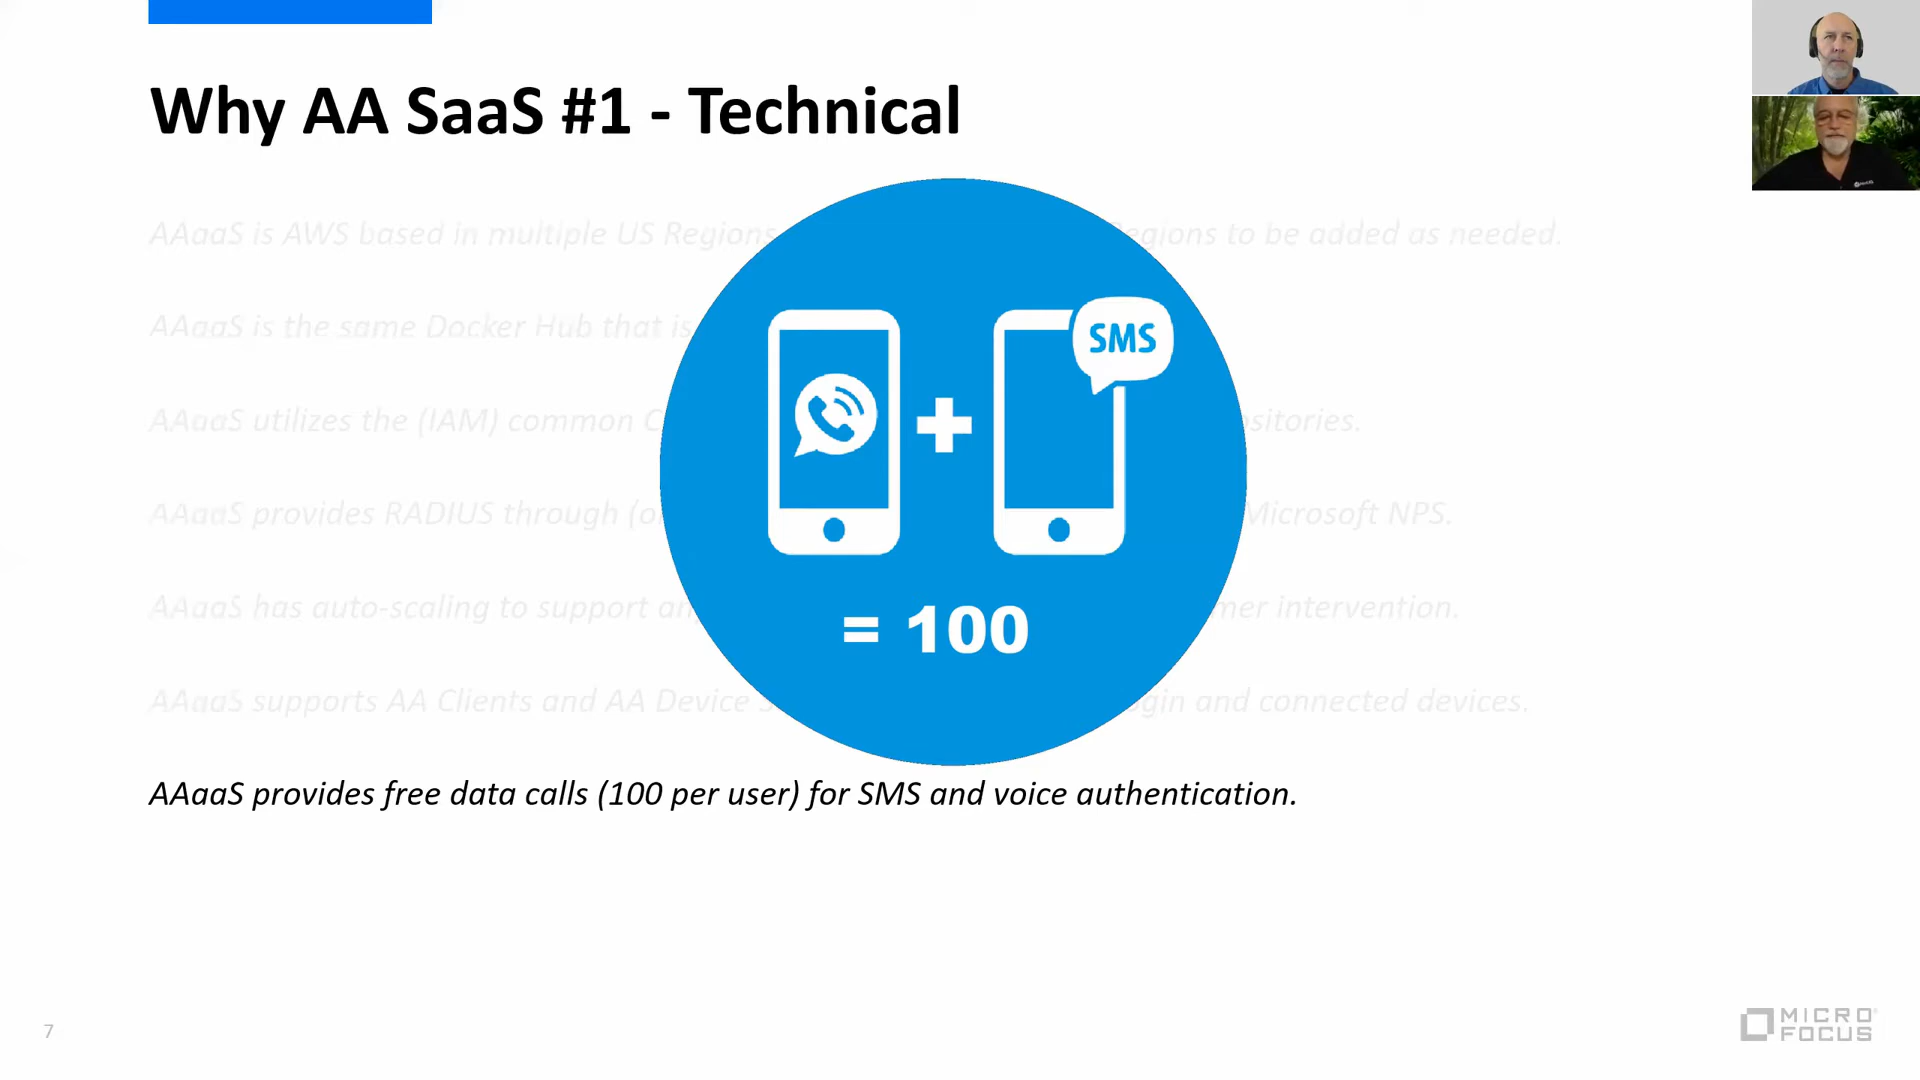 Why AA SaaS #1 - Technical
AAaaS is AWS based in multiple US Regions egions to be added as needed.
AAaaS is the same Docker Hub that is
AAaaS utilizes the (IAM) common sitories.
AAaaS provides RADIUS through Microsoft NPS.
AAaaS has auto-scaling to support intervention.
AAaaS supports AA Clients and AA Device and connected devices.
SMS
+
= 100
AAaaS provides free data calls (100 per user) for SMS and voice authentication.
7
MICRO
FOCUS